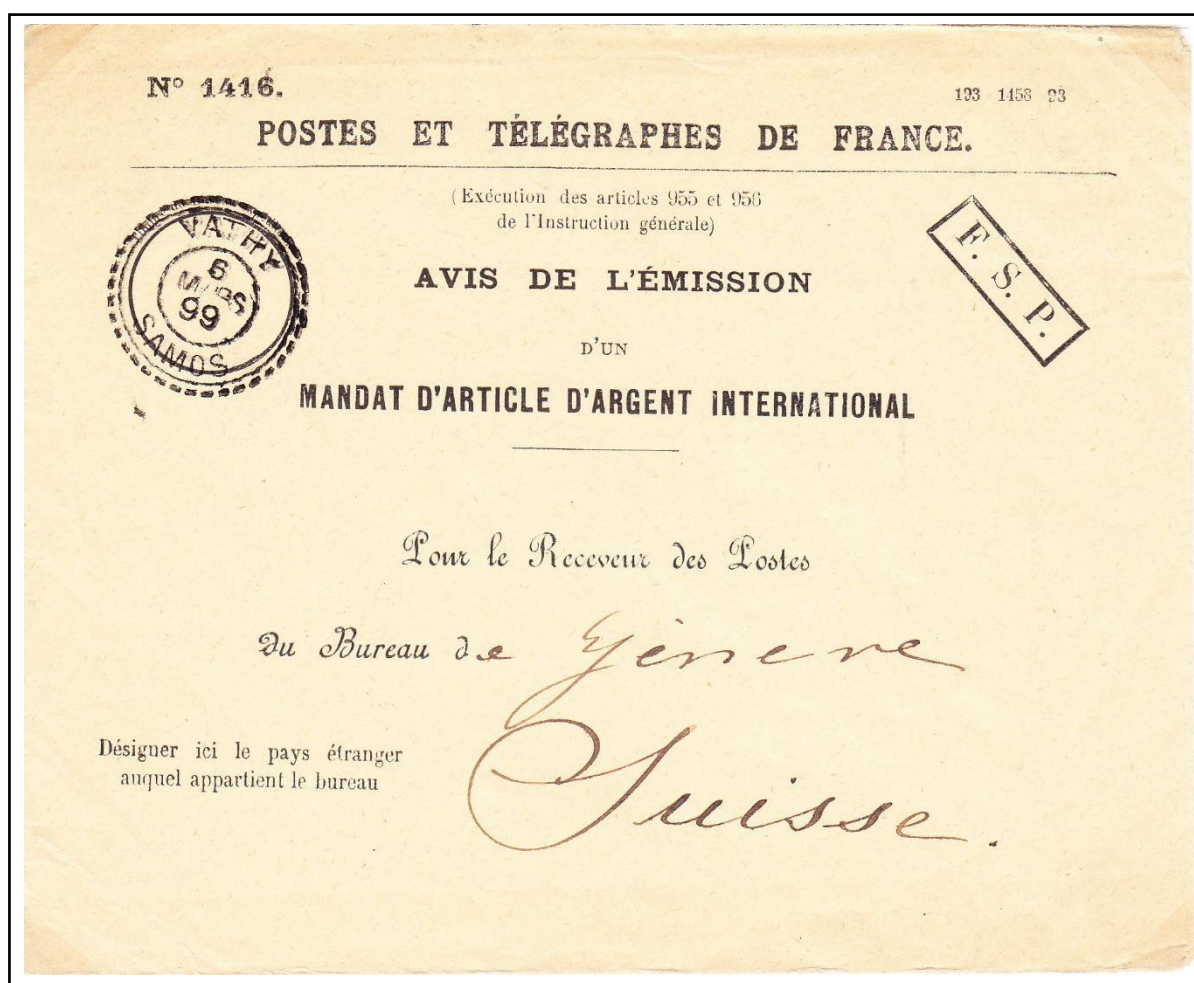 N° 1416.
193 1158 93
POSTES ET TÉLÉGRAPHES DE FRANCE.
(Exécution des articles 955 et 956
de l'Instruction générale)
VATHY
6
MARS
99
SAMOS
F. S. P.
AVIS DE L'ÉMISSION
D'UN
MANDAT D'ARTICLE D'ARGENT INTERNATIONAL
Pour le Receveur des Postes
Du Bureau de Genève
Désigner ici le pays étranger
auquel appartient le bureau
Suisse.